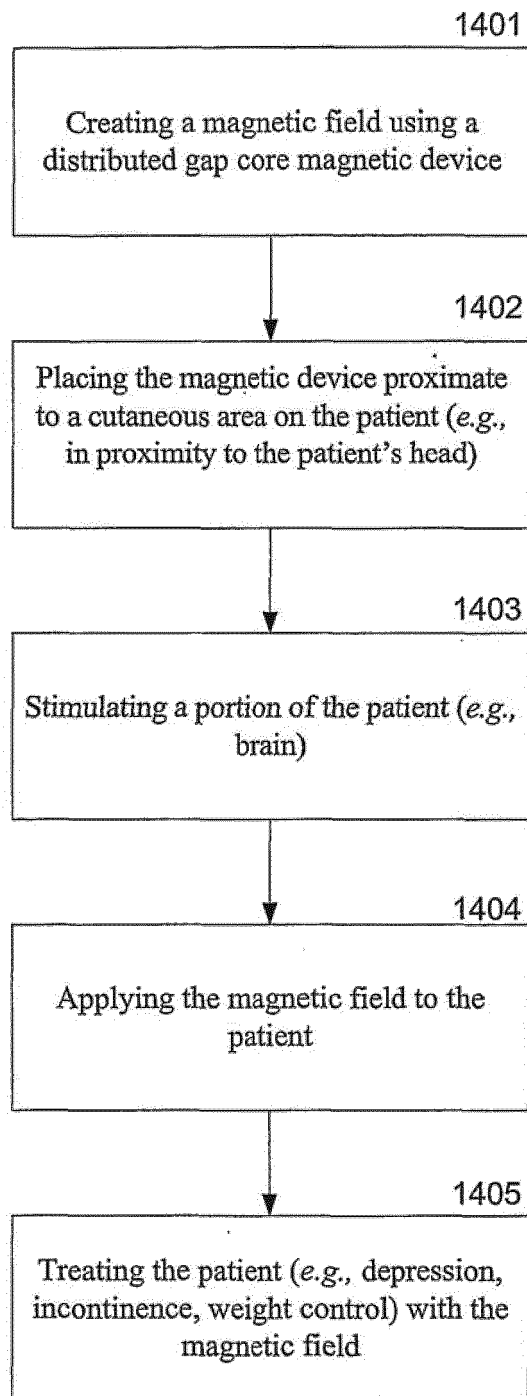 1401
Creating a magnetic field using a
distributed gap core magnetic device
1402
Placing the magnetic device proximate
to a cutaneous area on the patient (e.g.,
in proximity to the patient's head)
1403
Stimulating a portion of the patient (e.g.,
brain)
1404
Applying the magnetic field to the
patient
1405
Treating the patient (e.g., depression,
incontinence, weight control) with the
magnetic field